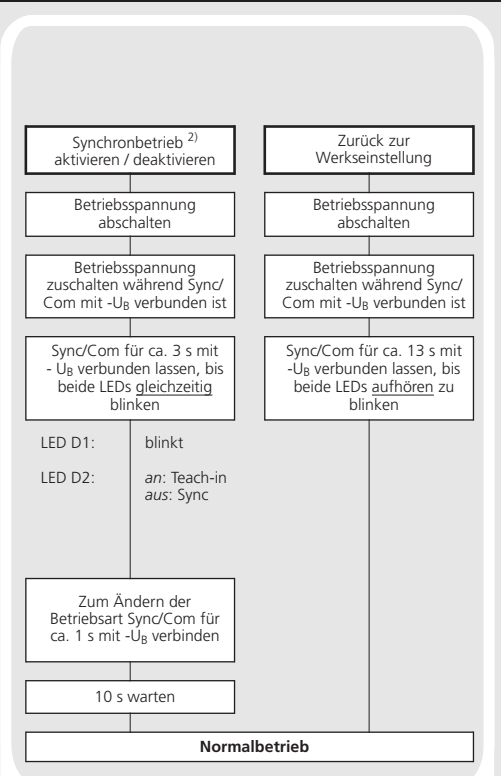 Synchronbetrieb 2)
aktivieren / deaktivieren
Betriebsspannung
abschalten
Betriebsspannung
zuschalten während Sync/
Com mit -UB verbunden ist
Sync/Com für ca. 3 s mit
- UB verbunden lassen, bis
beide LEDs gleichzeitig
blinken
LED D1: blinkt
LED D2: an: Teach-in
aus: Sync
Zum Ändern der
Betriebsart Sync/Com für
ca. 1 s mit -UB verbinden
10 s warten
Zurück zur
Werkseinstellung
Betriebsspannung
abschalten
Betriebsspannung
zuschalten während Sync/
Com mit -UB verbunden ist
Sync/Com für ca. 13 s mit
-UB verbunden lassen, bis
beide LEDs aufhören zu
blinken
Normalbetrieb